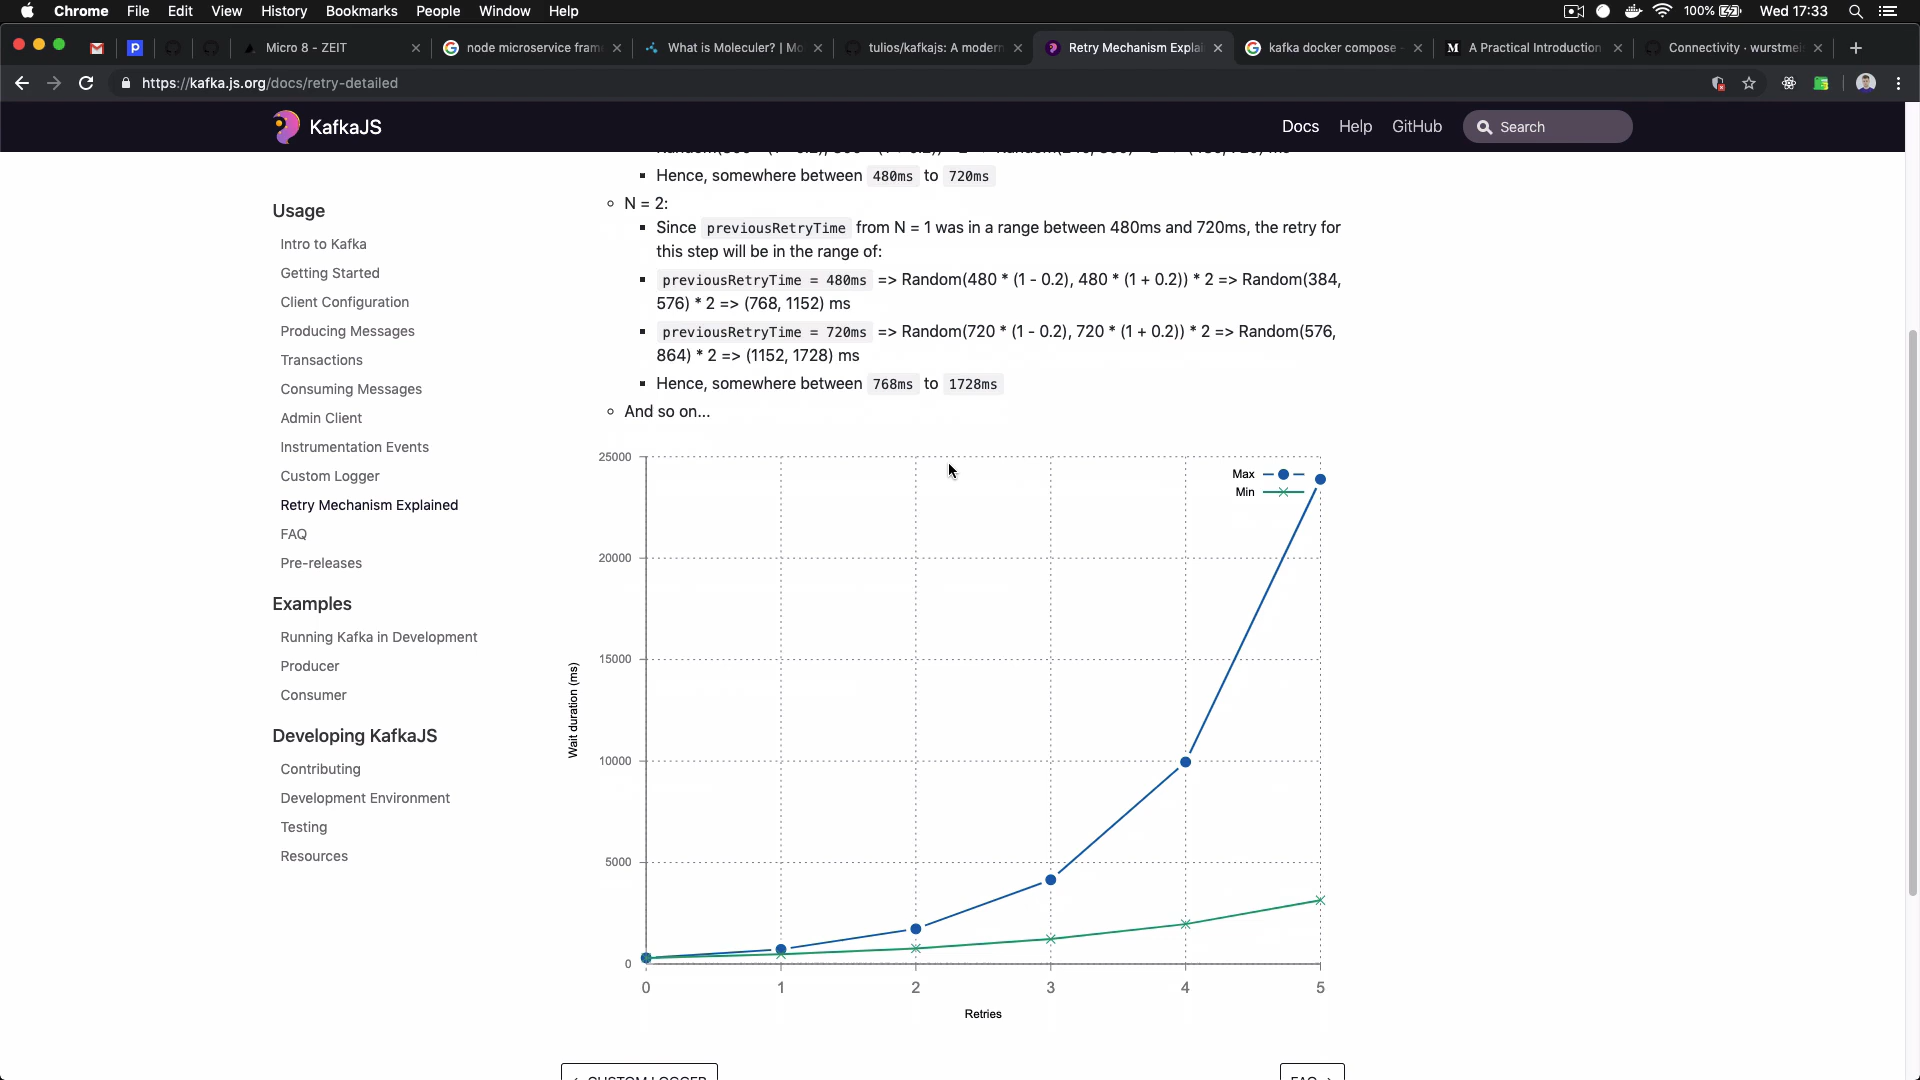 Chrome File Edit View History Bookmarks People Window Help 100% Wed 17:33
Micro 8 - ZEIT
node microservice fram
What is Moleculer? | Mo
tulios/kafkajs: A modern
Retry Mechanism Explai
kafka docker compose -
A Practical Introduction
Connectivity · wurstmei
https://kafka.js.org/docs/retry-detailed
KafkaJS
Docs Help GitHub Search
Usage
Intro to Kafka
Getting Started
Client Configuration
Producing Messages
Transactions
Consuming Messages
Admin Client
Instrumentation Events
Custom Logger
Retry Mechanism Explained
FAQ
Pre-releases
Examples
Running Kafka in Development
Producer
Consumer
Developing KafkaJS
Contributing
Development Environment
Testing
Resources
Hence, somewhere between 480ms to 720ms
N = 2:
Since previousRetryTime from N = 1 was in a range between 480ms and 720ms, the retry for
this step will be in the range of:
previousRetryTime = 480ms => Random(480 * (1 - 0.2), 480 * (1 + 0.2)) * 2 => Random(384,
576) * 2 => (768, 1152) ms
previousRetryTime = 720ms => Random(720 * (1 - 0.2), 720 * (1 + 0.2)) * 2 => Random(576,
864) * 2 => (1152, 1728) ms
Hence, somewhere between 768ms to 1728ms
And so on...
25000
Max
Min
20000
15000
Wait duration (ms)
10000
5000
0
0 1 2 3 4 5
Retries